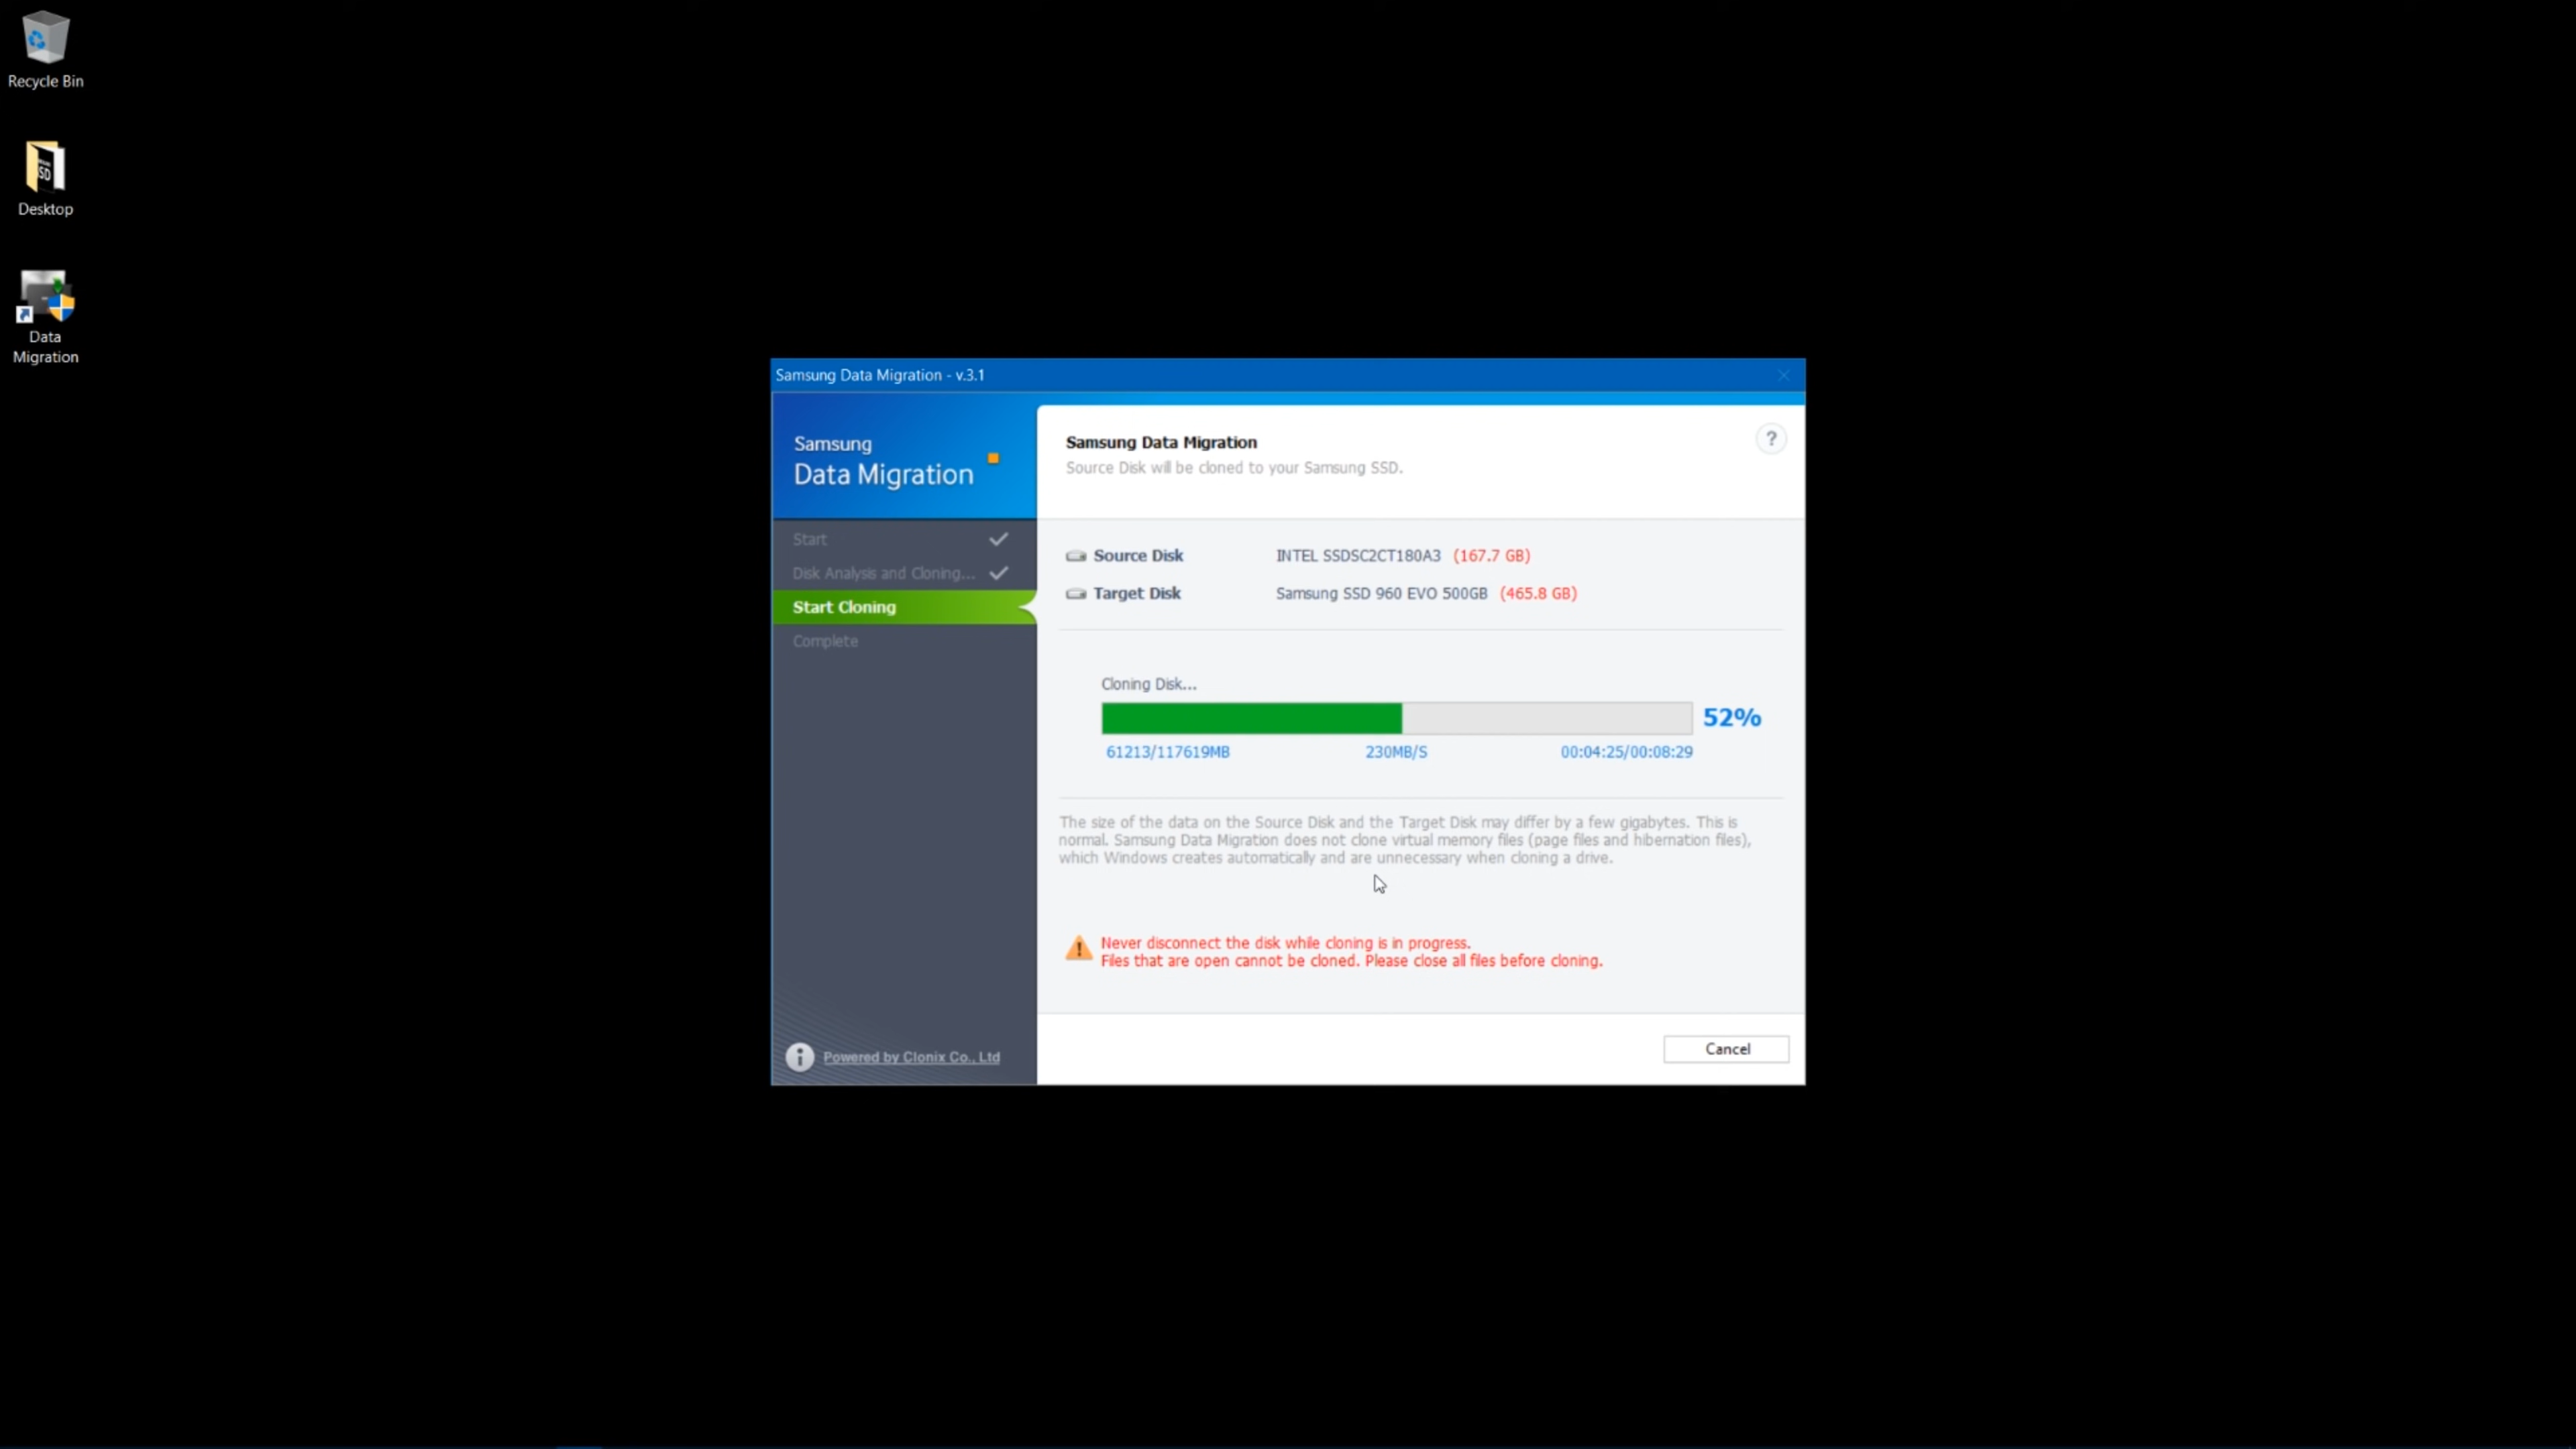 Recycle Bin
Desktop
Data
Migration
Samsung Data Migration - v.3.1
Samsung
Data Migration
Start
Disk Analysis and Cloning...
Start Cloning
Complete
Powered by Clonix Co., Ltd
Samsung Data Migration
?
Source Disk will be cloned to your Samsung SSD.
Source Disk INTEL SSDSC2CT180A3 (167.7 GB)
Target Disk Samsung SSD 960 EVO 500GB (465.8 GB)
Cloning Disk...
52%
61213/117619MB 230MB/S 00:04:25/00:08:29
The size of the data on the Source Disk and the Target Disk may differ by a few gigabytes. This is
normal. Samsung Data Migration does not clone virtual memory files (page files and hibernation files),
which Windows creates automatically and are unnecessary when cloning a drive.
Never disconnect the disk while cloning is in progress.
Files that are open cannot be cloned. Please close all files before cloning.
Cancel